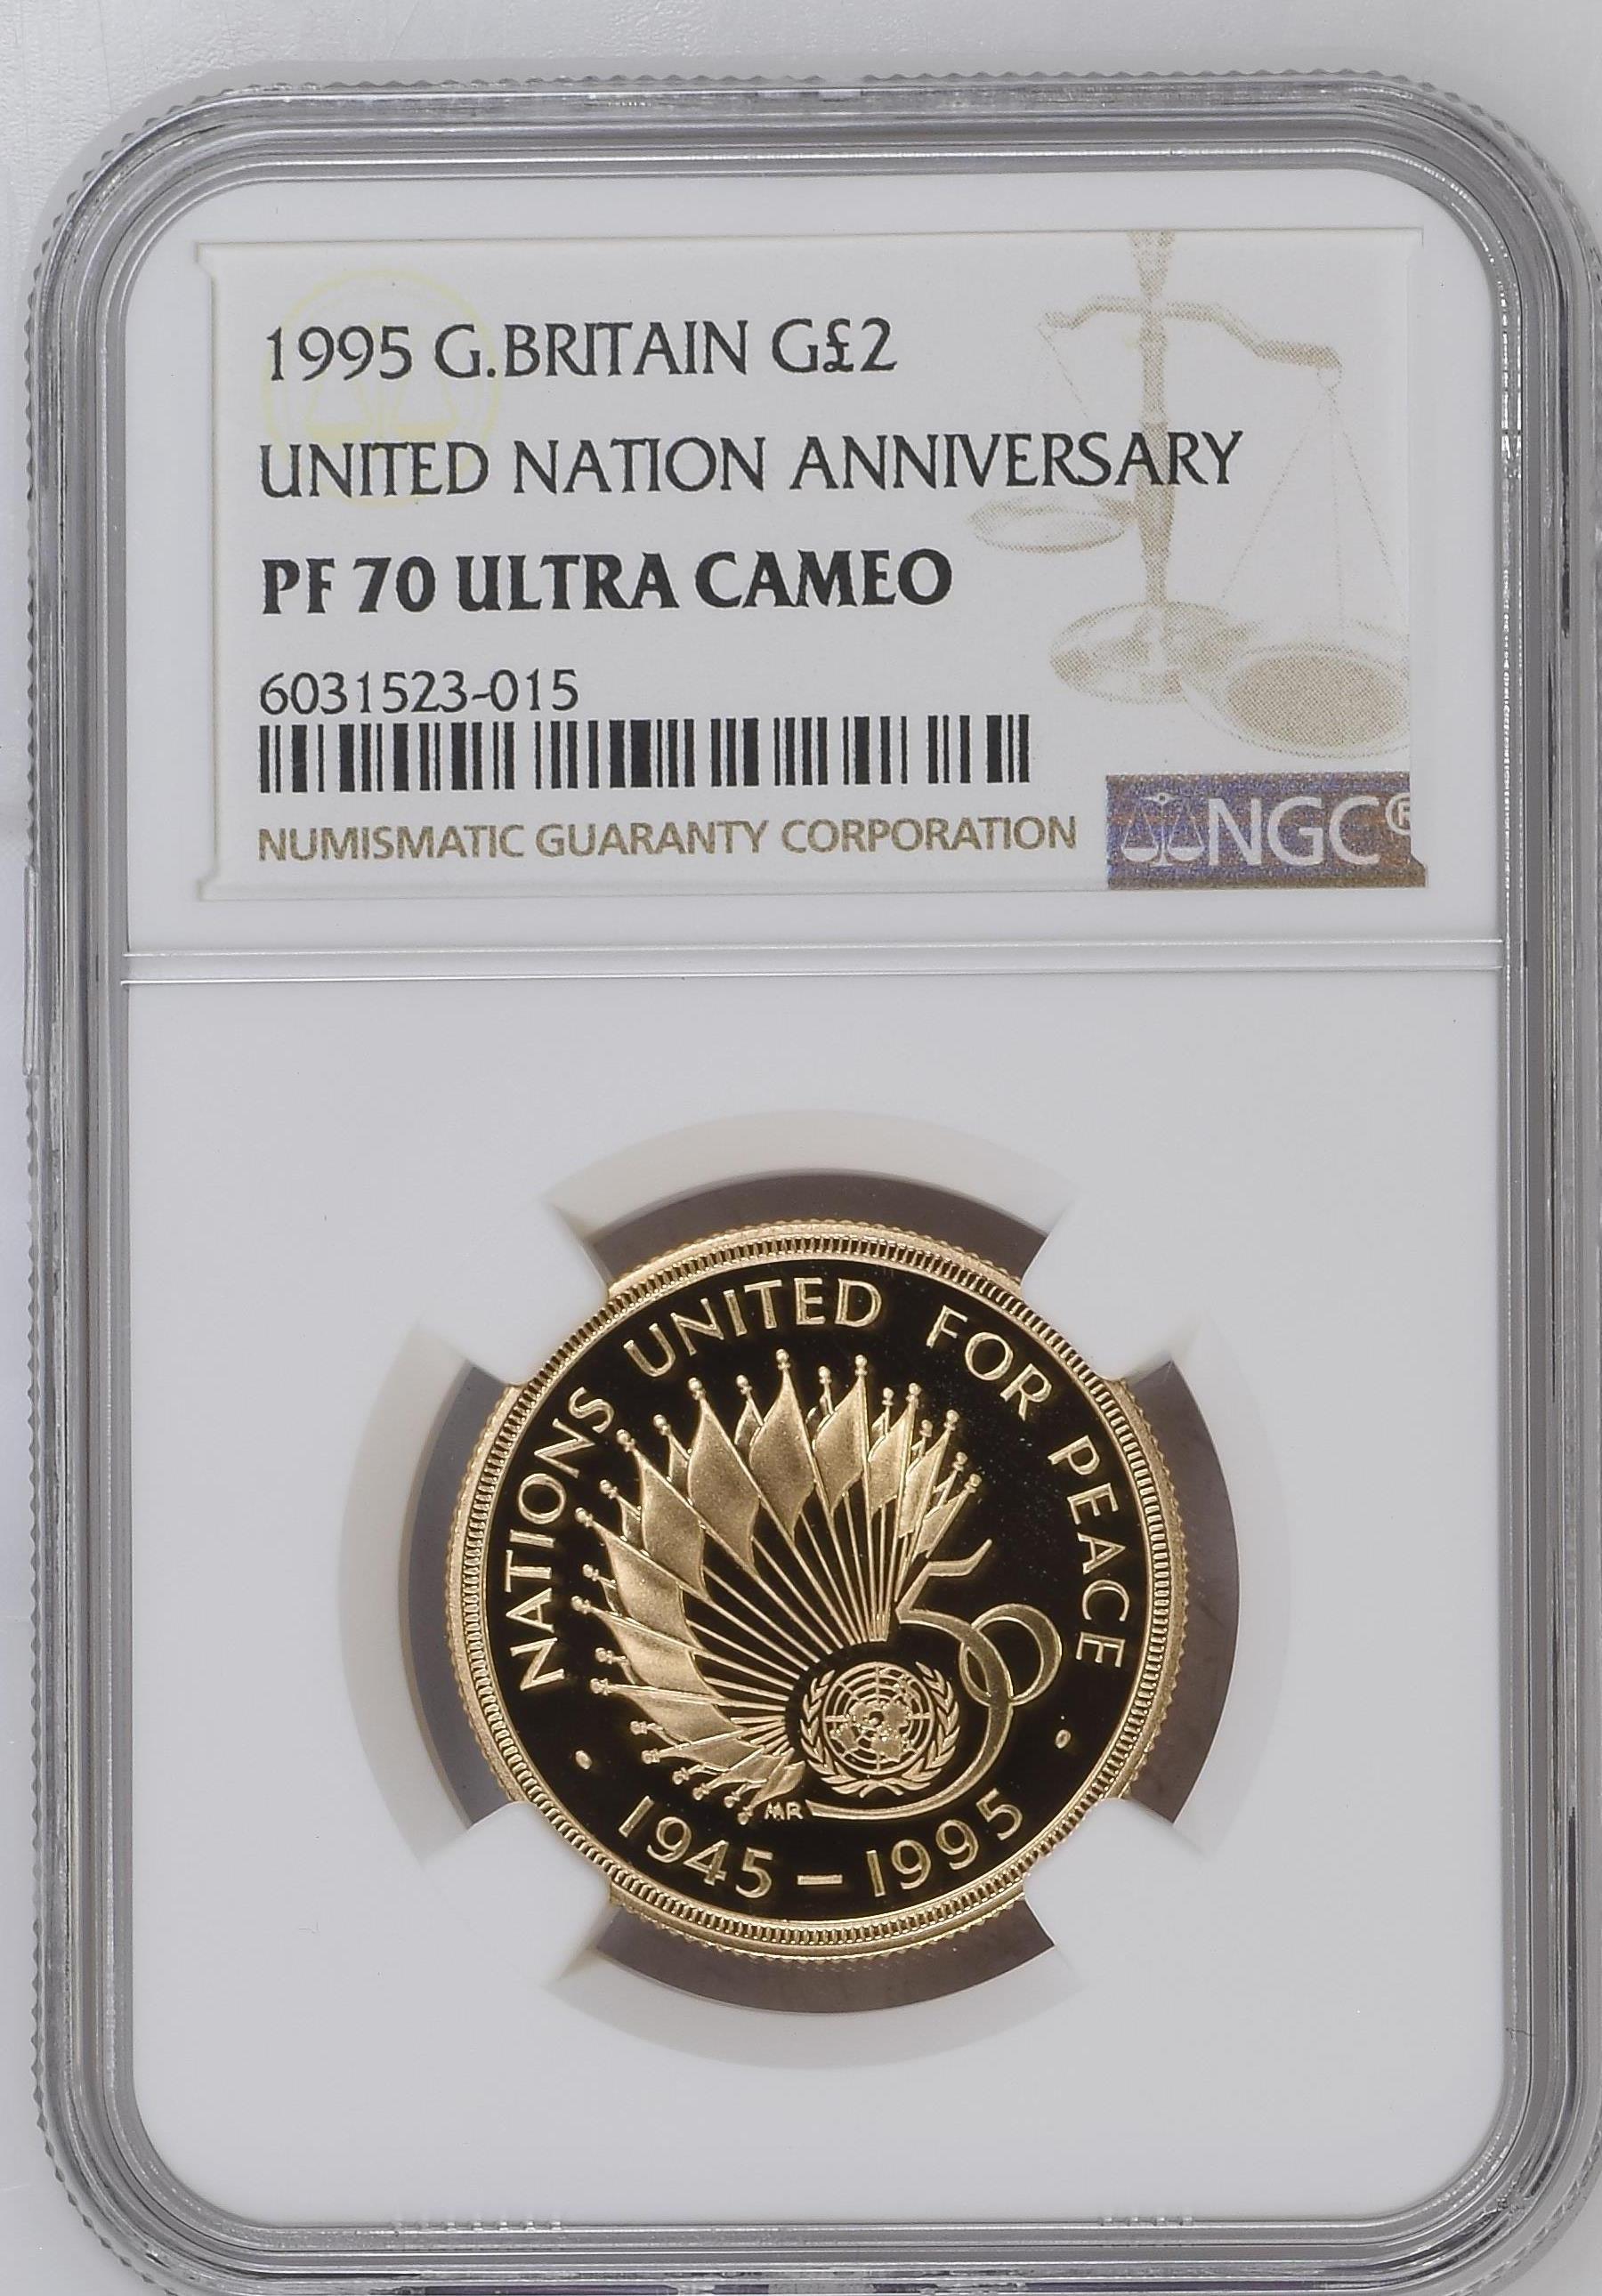 1995 G.BRITAIN G£2
UNITED NATION ANNIVERSARY
PF 70 ULTRA CAMEO
6031523-015
NUMISMATIC GUARANTY CORPORATION
NGC®
NATIONS UNITED FOR PEACE
50
MR
• 1945 – 1995 •